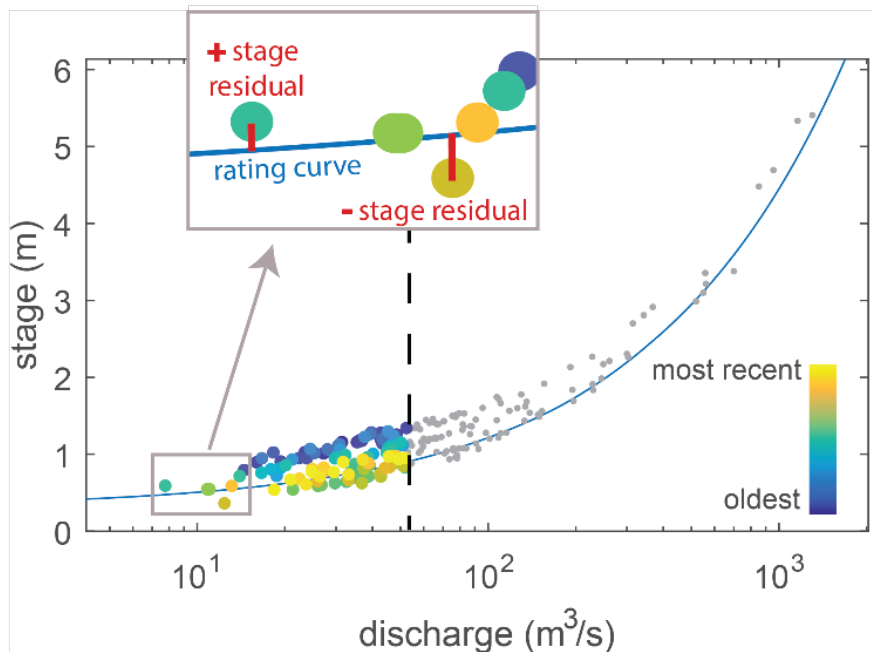 + stage
residual
rating curve
- stage residual
6
5
4
3
2
1
0
stage (m)
most recent
oldest
10^1
10^2
10^3
discharge (m^3/s)